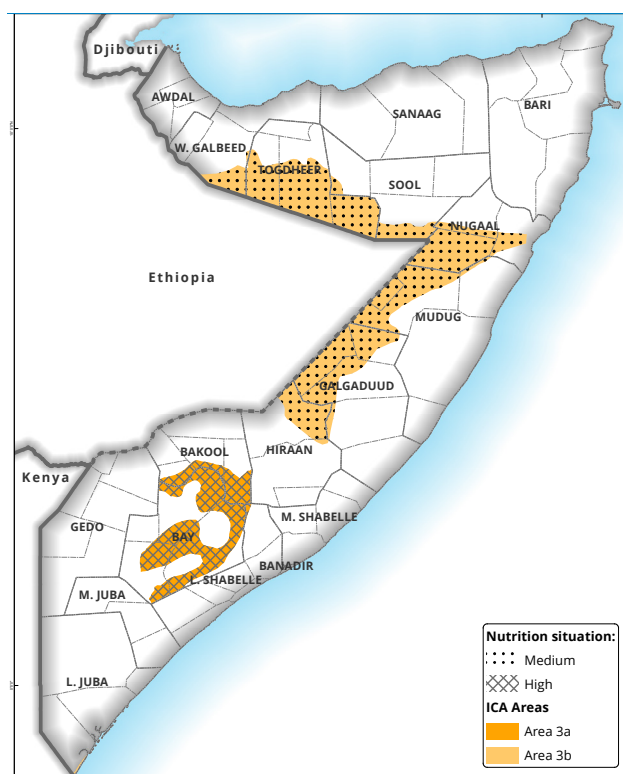 Djibouti
AWDAL
SANAAG
BARI
W. GALBEED
TOGDHEER
SOOL
NUGAAL
Ethiopia
MUDUG
GALGADUUD
BAKOOL
HIRAAN
Kenya
GEDO
BAY
M. SHABELLE
BANADIR
L. SHABELLE
M. JUBA
L. JUBA
Nutrition situation:
Medium
High
ICA Areas
Area 3a
Area 3b